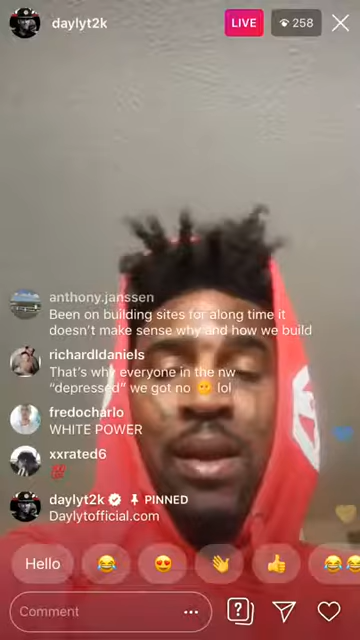 daylyt2k
LIVE
258
anthony.janssen
Been on building sites for along time it
doesn't make sense why and how we build
richardldaniels
That's why everyone in the nw
"depressed" we got no 🌞 lol
fredocharlo
WHITE POWER
xxrated6
💯
daylyt2k PINNED
Daylytofficial.com
Hello 😂 😍 👋 👍 😂
Comment